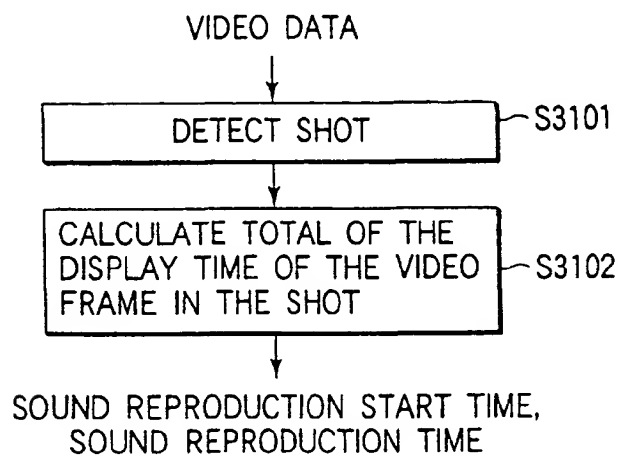 VIDEO DATA
DETECT SHOT
S3101
CALCULATE TOTAL OF THE
DISPLAY TIME OF THE VIDEO
FRAME IN THE SHOT
S3102
SOUND REPRODUCTION START TIME,
SOUND REPRODUCTION TIME